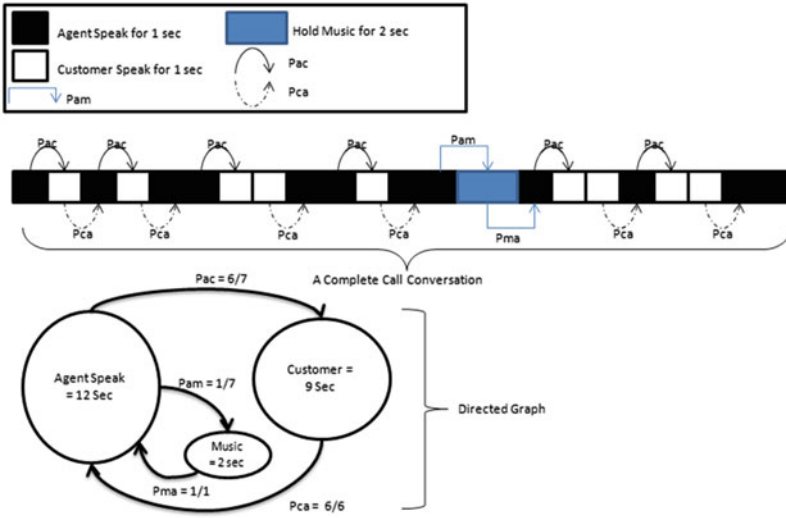 Agent Speak for 1 sec
Hold Music for 2 sec
Customer Speak for 1 sec
Pac
Pam
Pca
Pac Pac Pac Pac Pam Pac Pac
Pca Pca Pca Pca Pma Pca Pca
A Complete Call Conversation
Pac = 6/7
Agent Speak
= 12 Sec
Customer =
9 Sec
Pam = 1/7
Directed Graph
Music
= 2 sec
Pma = 1/1
Pca = 6/6